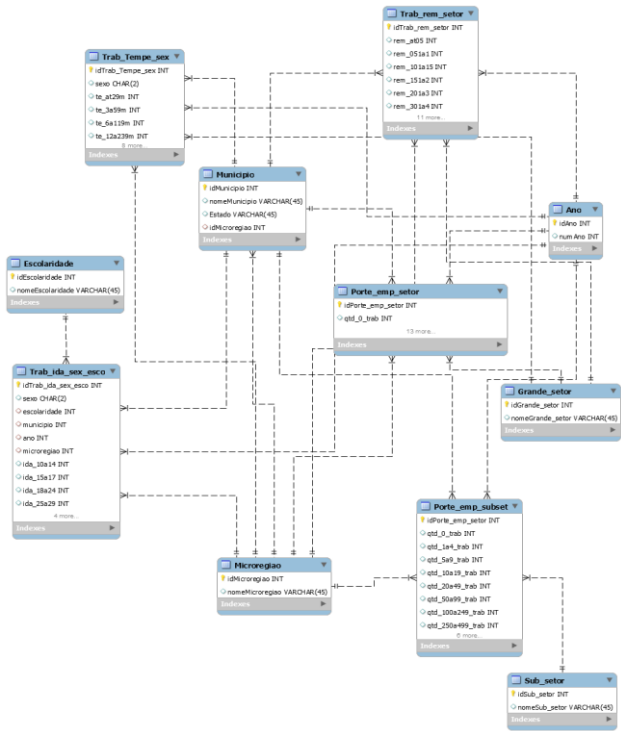 Trab_rem_setor
idTrab_rem_setor INT
rem_at05 INT
rem_051a1 INT
rem_101a15 INT
rem_151a2 INT
rem_201a3 INT
rem_301a4 INT
11 more...
Indexes
Trab_Tempe_sex
idTrab_Tempe_sex INT
sexo CHAR(2)
te_at29m INT
te_3a59m INT
te_6a119m INT
te_12a239m INT
8 more...
Indexes
Municipio
idMunicipio INT
nomeMunicipio VARCHAR(45)
Estado VARCHAR(45)
idMicroregiao INT
Indexes
Ano
idAno INT
numAno INT
Indexes
Escolaridade
idEscolaridade INT
nomeEscolaridade VARCHAR(45)
Indexes
Porte_emp_setor
idPorte_emp_setor INT
qtd_0_trab INT
13 more...
Indexes
Trab_ida_sex_esco
idTrab_ida_sex_esco INT
sexo CHAR(2)
escolaridade INT
municipio INT
ano INT
microregiao INT
ida_10a14 INT
ida_15a17 INT
ida_18a24 INT
ida_25a29 INT
4 more...
Indexes
Grande_setor
idGrande_setor INT
nomeGrande_setor VARCHAR(45)
Indexes
Porte_emp_subset
idPorte_emp_setor INT
qtd_0_trab INT
qtd_1a4_trab INT
qtd_5a9_trab INT
qtd_10a19_trab INT
qtd_20a49_trab INT
qtd_50a99_trab INT
qtd_100a249_trab INT
qtd_250a499_trab INT
6 more...
Indexes
Microregiao
idMicroregiao INT
nomeMicroregiao VARCHAR(45)
Indexes
Sub_setor
idSub_setor INT
nomeSub_setor VARCHAR(45)
Indexes